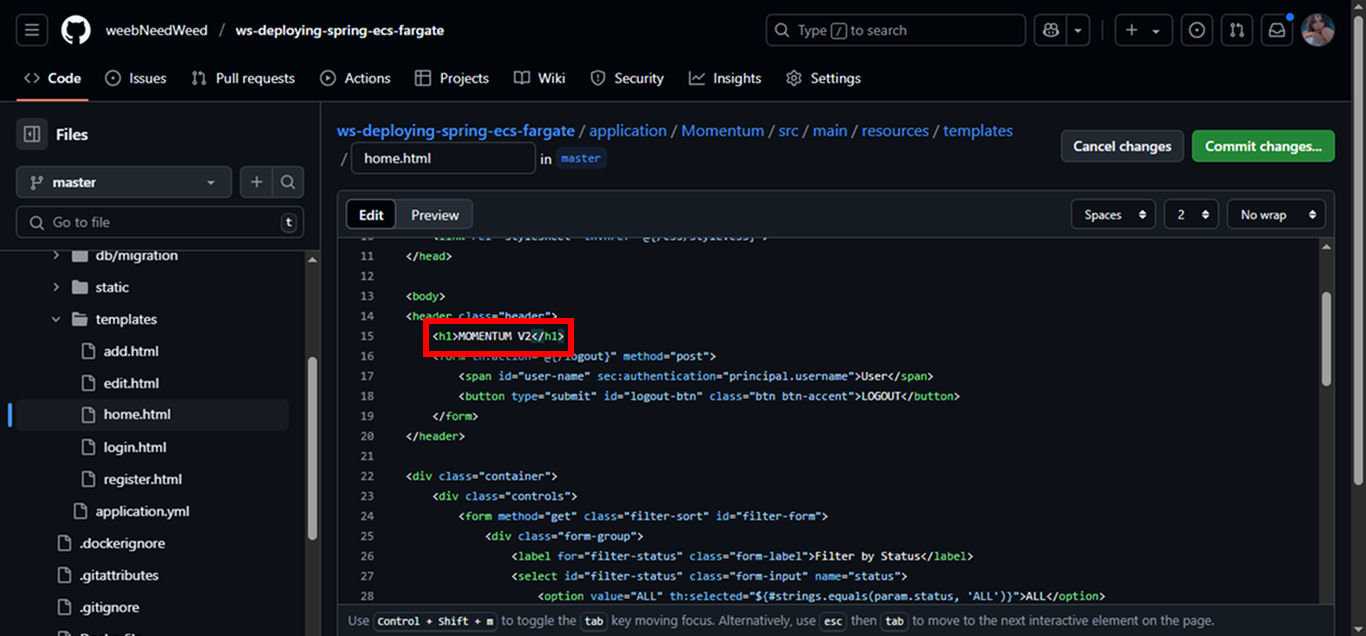 weebNeedWeed / ws-deploying-spring-ecs-fargate
Type / to search
Code
Issues
Pull requests
Actions
Projects
Wiki
Security
Insights
Settings
Files
master
Go to file
t
db/migration
static
templates
add.html
edit.html
home.html
login.html
register.html
application.yml
.dockerignore
.gitattributes
.gitignore
ws-deploying-spring-ecs-fargate / application / Momentum / src / main / resources / templates
/ home.html in master
Cancel changes
Commit changes...
Edit
Preview
Spaces
2
No wrap
11 </head>
12
13 <body>
14 <header class="header">
15 <h1>MOMENTUM V2</h1>
16 method="post">
17 <span id="user-name" sec:authentication="principal.username">User</span>
18 <button type="submit" id="logout-btn" class="btn btn-accent">LOGOUT</button>
19 </form>
20 </header>
21
22 <div class="container">
23 <div class="controls">
24 <form method="get" class="filter-sort" id="filter-form">
25 <div class="form-group">
26 <label for="filter-status" class="form-label">Filter by Status</label>
27 <select id="filter-status" class="form-input" name="status">
28 <option value="ALL" th:selected="${#strings.equals(param.status, 'ALL')}">ALL</option>
Use Control + Shift + m to toggle the tab key moving focus. Alternatively, use esc then tab to move to the next interactive element on the page.